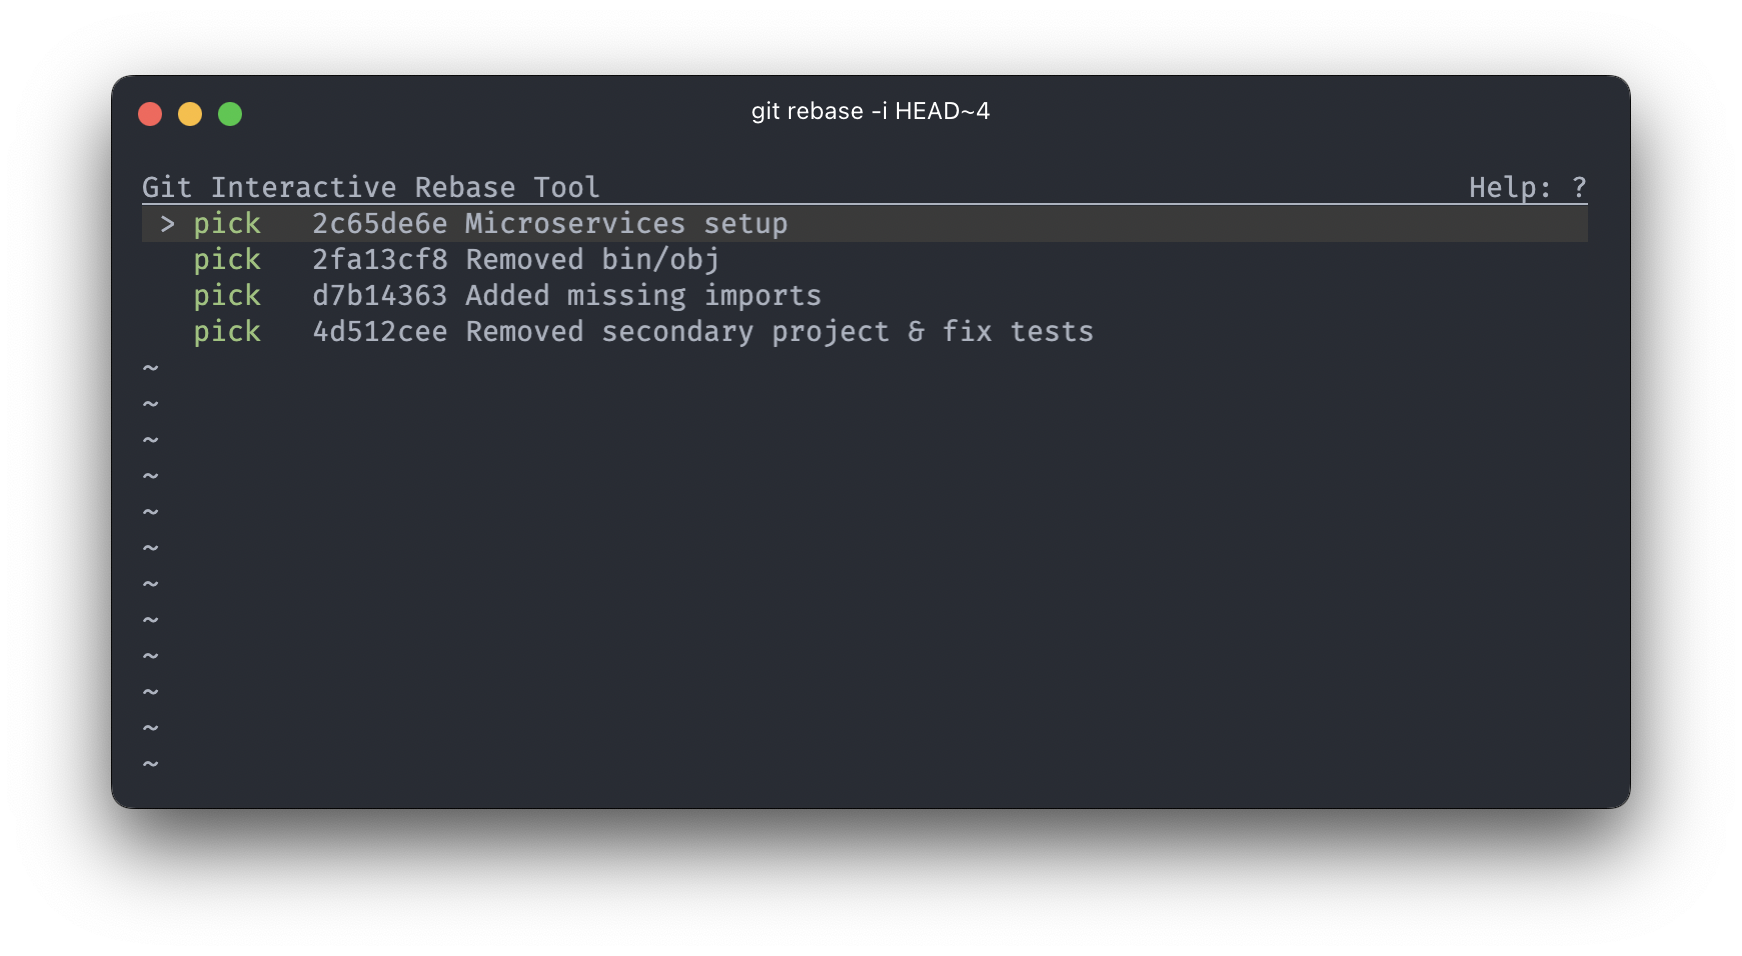 git rebase -i HEAD~4
Git Interactive Rebase Tool Help: ?
> pick 2c65de6e Microservices setup
pick 2fa13cf8 Removed bin/obj
pick d7b14363 Added missing imports
pick 4d512cee Removed secondary project & fix tests
~
~
~
~
~
~
~
~
~
~
~
~